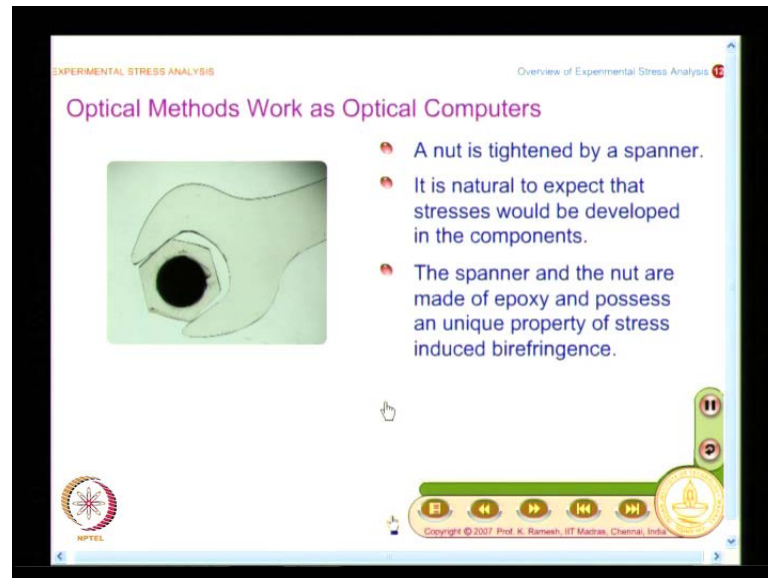 EXPERIMENTAL STRESS ANALYSIS
Overview of Experimental Stress Analysis 12
Optical Methods Work as Optical Computers
A nut is tightened by a spanner.
It is natural to expect that
stresses would be developed
in the components.
The spanner and the nut are
made of epoxy and possess
an unique property of stress
induced birefringence.
NPTEL
Copyright © 2007 Prof. K. Ramesh, IIT Madras, Chennai, India